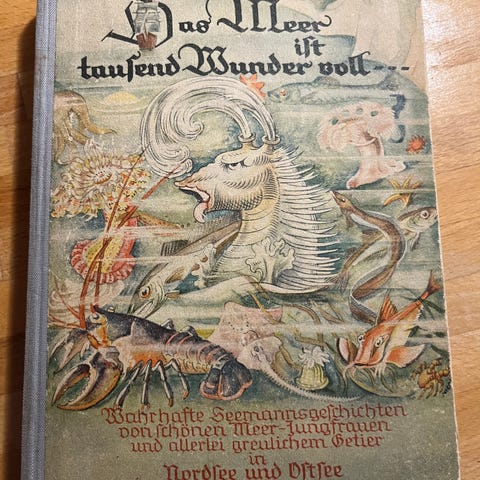 Das Meer
ist
tausend Wunder voll...
Wahrhafte Seemannsgeschichten
von schönen Meer-Jungfrauen
und allerlei greulichem Getier
in
Nordsee und Ostsee